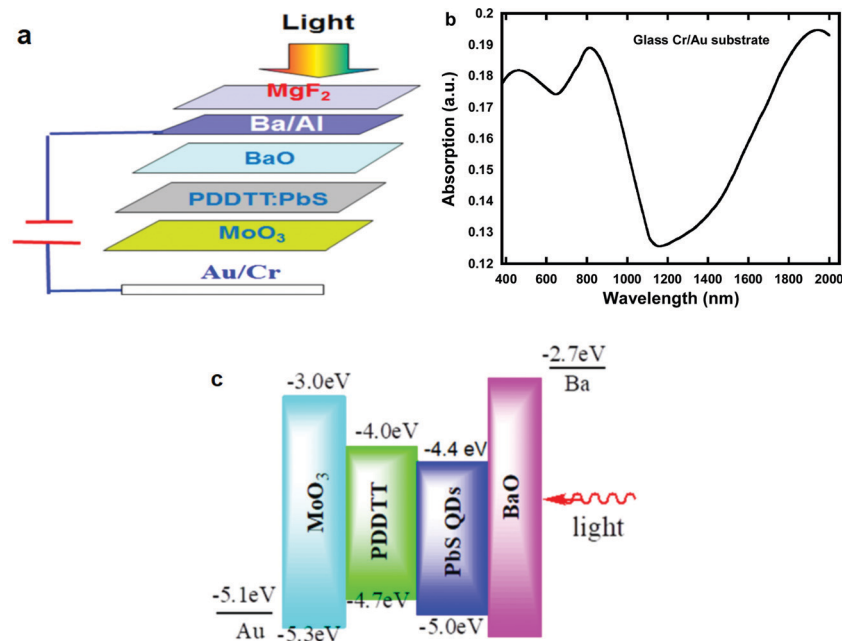 a
Light
MgF2
Ba/Al
BaO
PDDTT:PbS
MoO3
Au/Cr
b
Glass Cr/Au substrate
Absorption (a.u.)
0.2
0.19
0.18
0.17
0.16
0.15
0.14
0.13
0.12
400 600 800 1000 1200 1400 1600 1800 2000
Wavelength (nm)
c
-2.7eV
Ba
-3.0eV
-4.0eV
-4.4 eV
MoO3
PDDTT
PbS QDs
BaO
light
-5.1eV
Au
-5.3eV
-4.7eV
-5.0eV